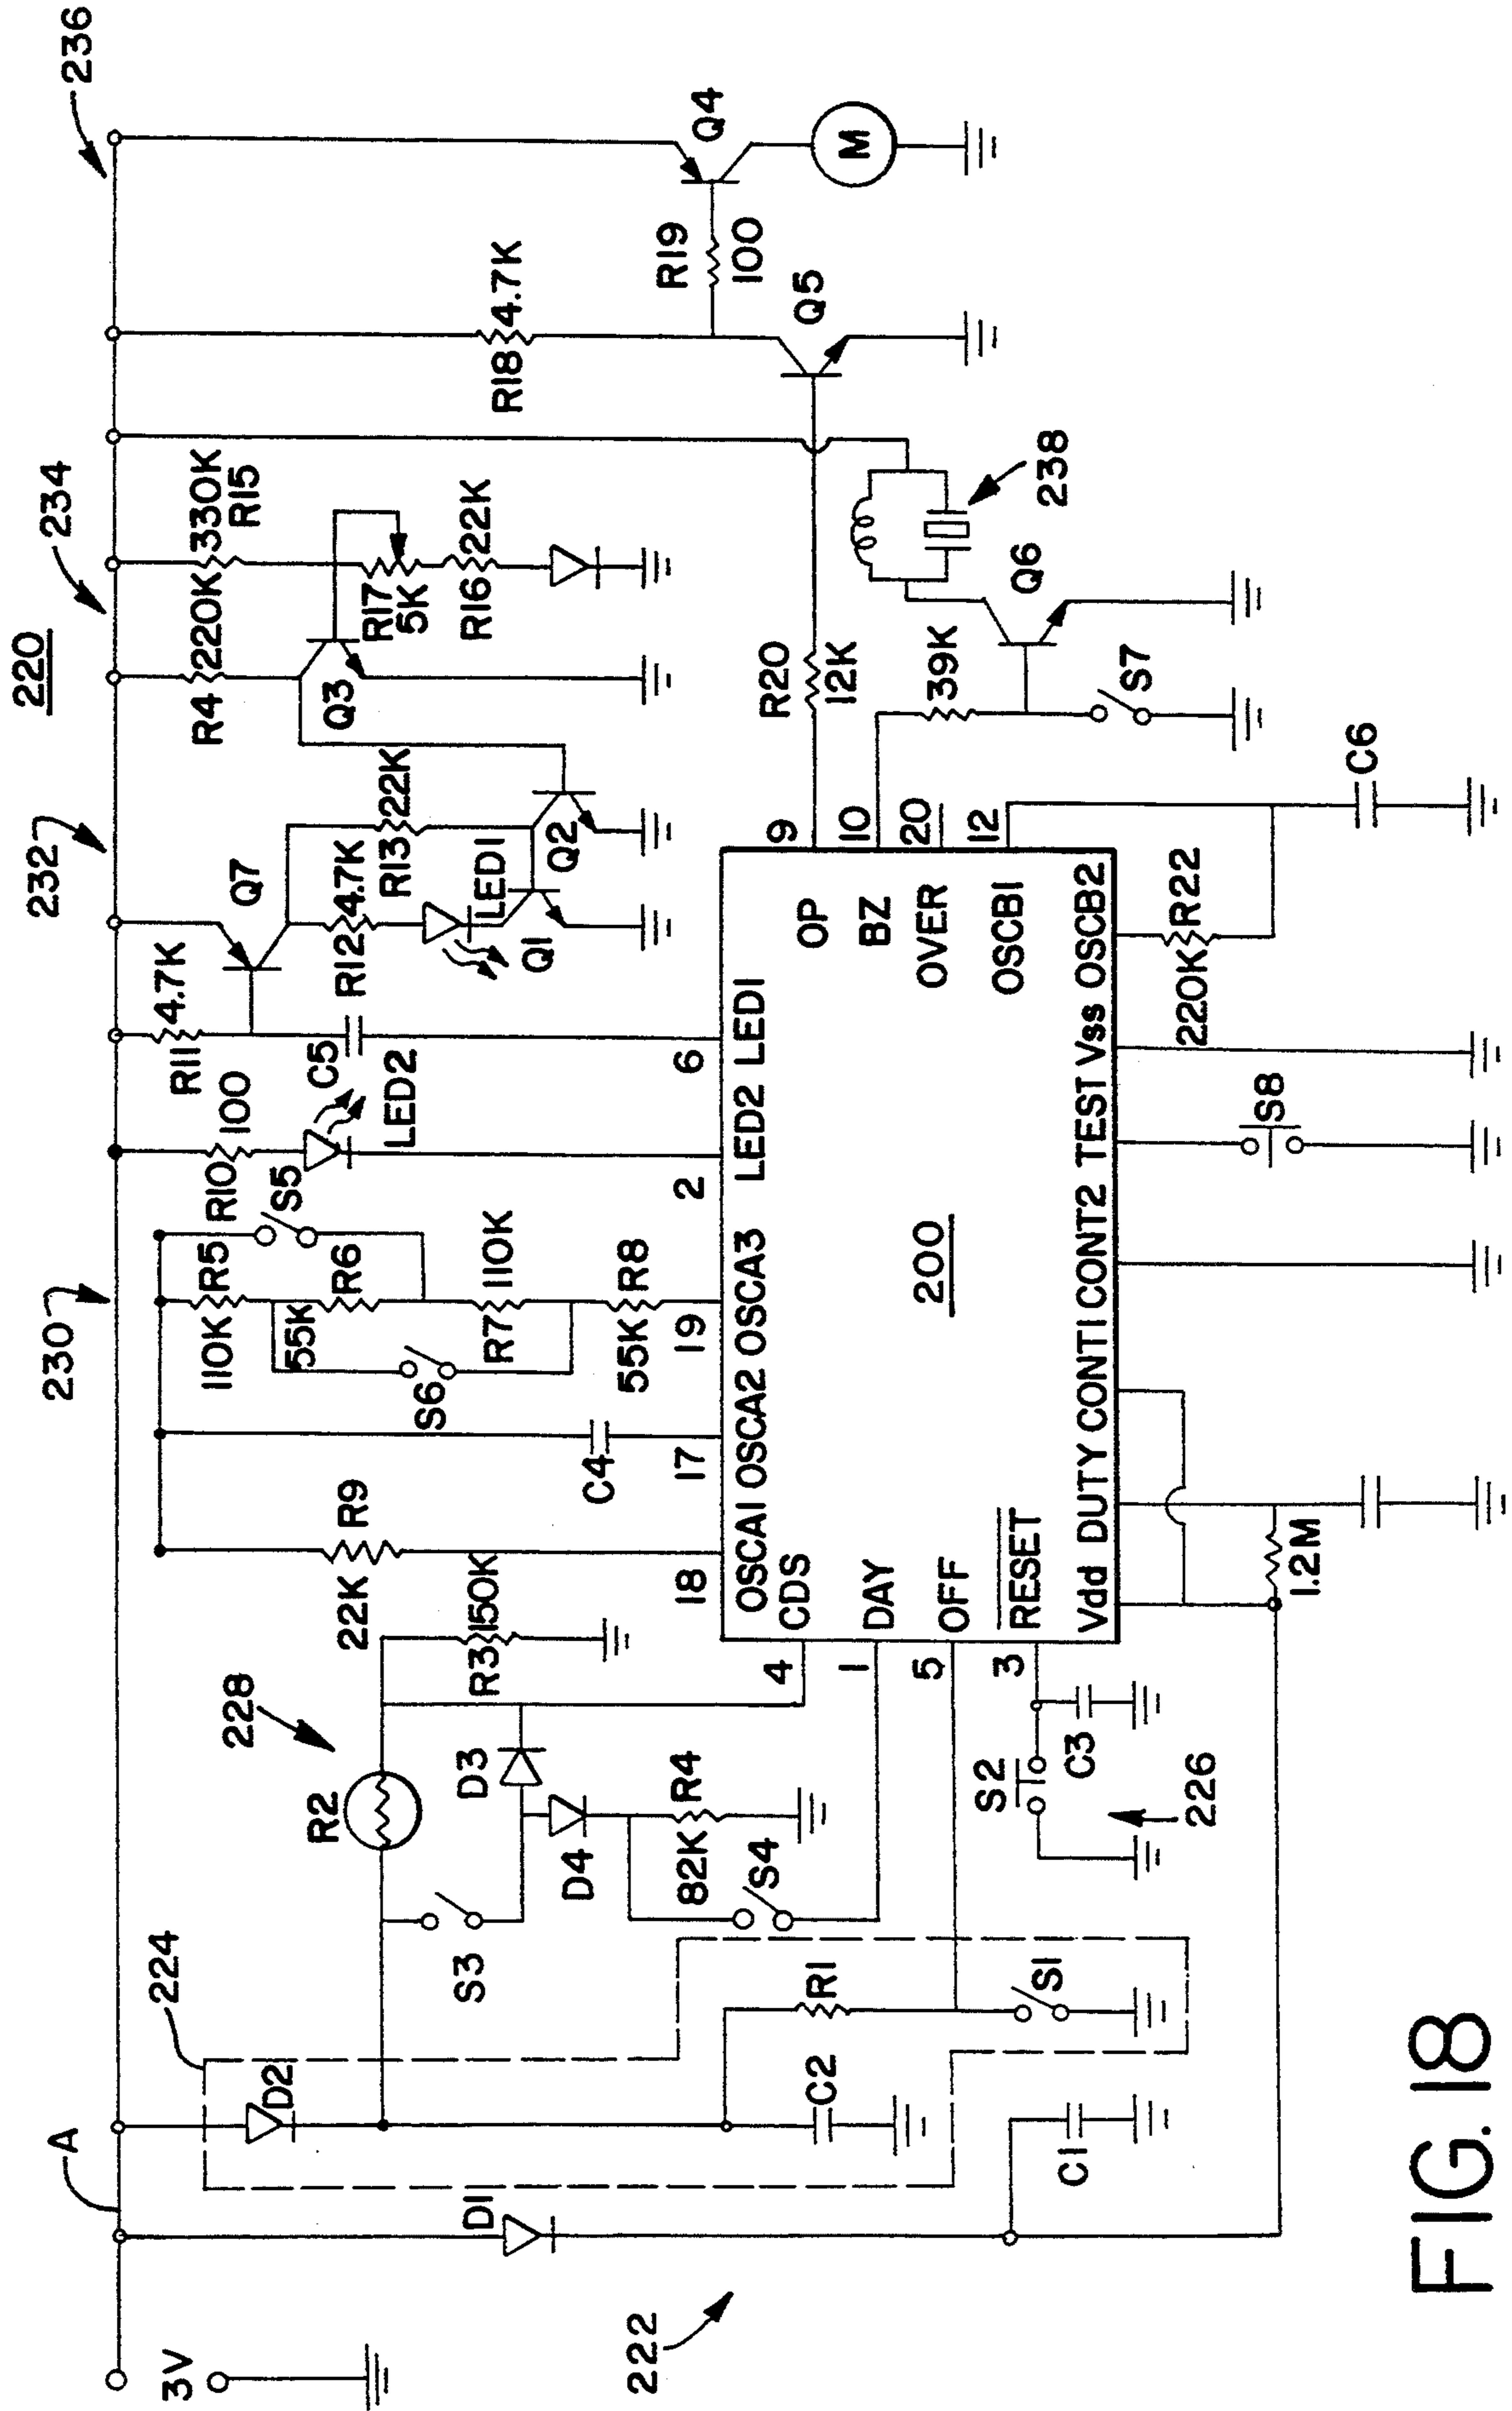 220
222
224
226
228
230
232
234
236
238
A
3V
D1
C1
D2
C2
R1
S1
S3
R2
D3
D4
R4
82K
S4
R3
150K
S2
C3
22K
R9
C4
110K
R5
S5
55K
R6
S6
R7
110K
55K
R8
R10
100
LED2
R11
4.7K
C5
Q7
R12
4.7K
LED1
Q1
R13
22K
Q2
R4
220K
Q3
330K
R15
R17
5K
R16
22K
R18
4.7K
R19
100
Q4
M
Q5
R20
12K
39K
Q6
S7
18
17
19
2
6
4
1
5
3
9
10
20
12
OSCA1 OSCA2 OSCA3 LED2 LED1
CDS
DAY
OFF
RESET
OP
BZ
OVER
OSCB1
200
Vdd DUTY CONT1 CONT2 TEST Vss OSCB2
1.2M
S8
220K
R22
C6
FIG. 18